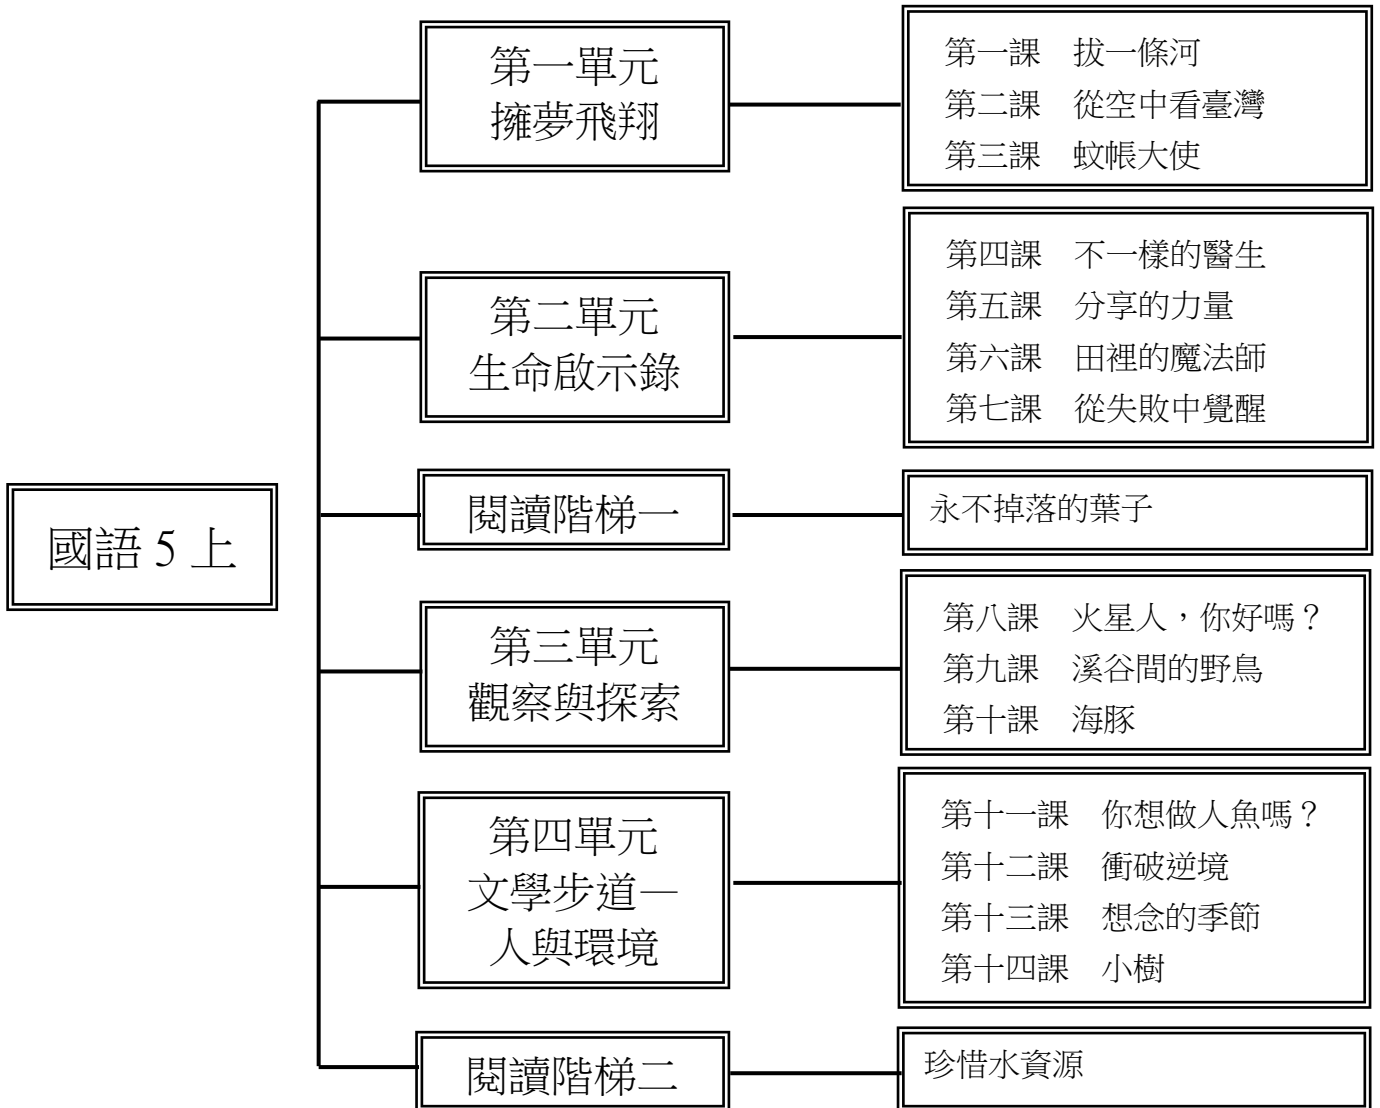 國語 5 上
第一單元
擁夢飛翔
第一課　拔一條河
第二課　從空中看臺灣
第三課　蚊帳大使
第二單元
生命啟示錄
第四課　不一樣的醫生
第五課　分享的力量
第六課　田裡的魔法師
第七課　從失敗中覺醒
閱讀階梯一
永不掉落的葉子
第三單元
觀察與探索
第八課　火星人，你好嗎？
第九課　溪谷間的野鳥
第十課　海豚
第四單元
文學步道—
人與環境
第十一課　你想做人魚嗎？
第十二課　衝破逆境
第十三課　想念的季節
第十四課　小樹
閱讀階梯二
珍惜水資源